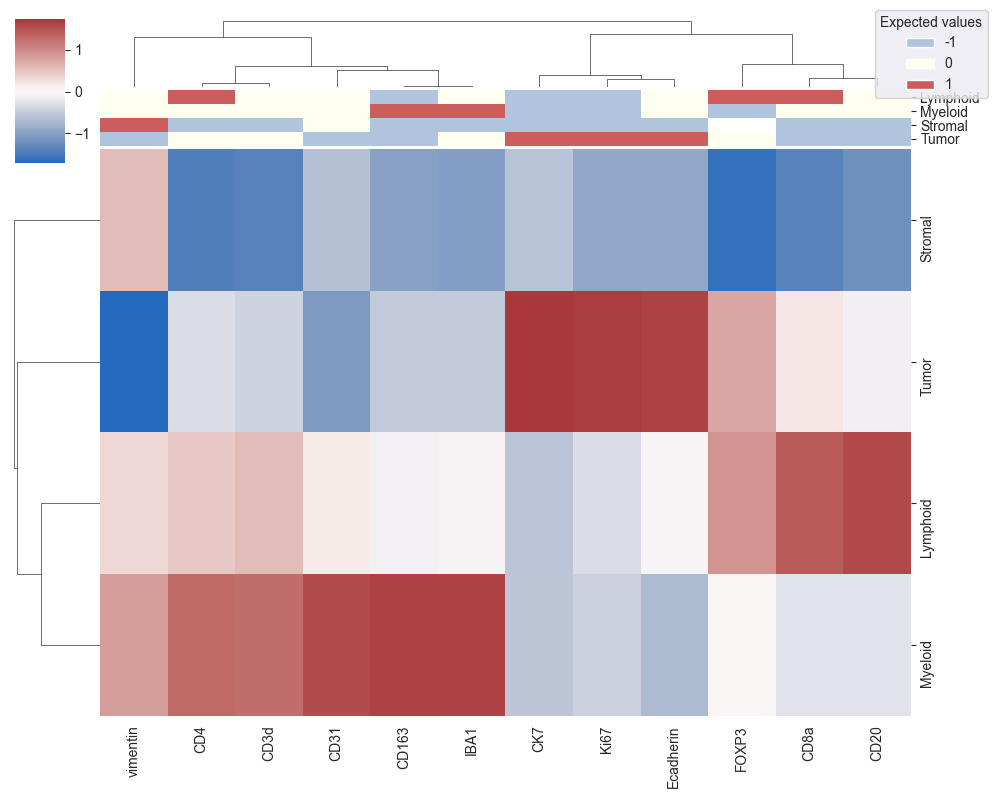 Expected values
-1
0
1
1
0
−1
Lymphoid
Myeloid
Stromal
Tumor
Stromal
Tumor
Lymphoid
Myeloid
vimentin
CD4
CD3d
CD31
CD163
IBA1
CK7
Ki67
Ecadherin
FOXP3
CD8a
CD20